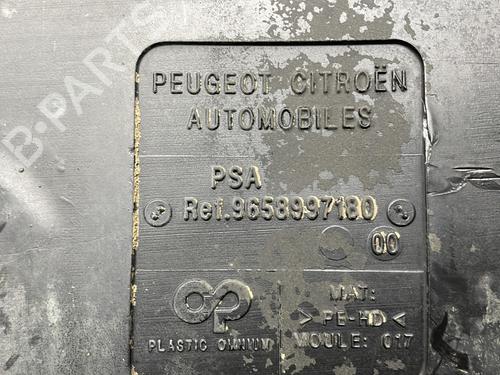 B-PARTS
PEUGEOT CITROËN
AUTOMOBILES
PSA
Ref.9658997180
00
PLASTIC OMNIUM
MAT:
> PE-HD <
MOULE: 017